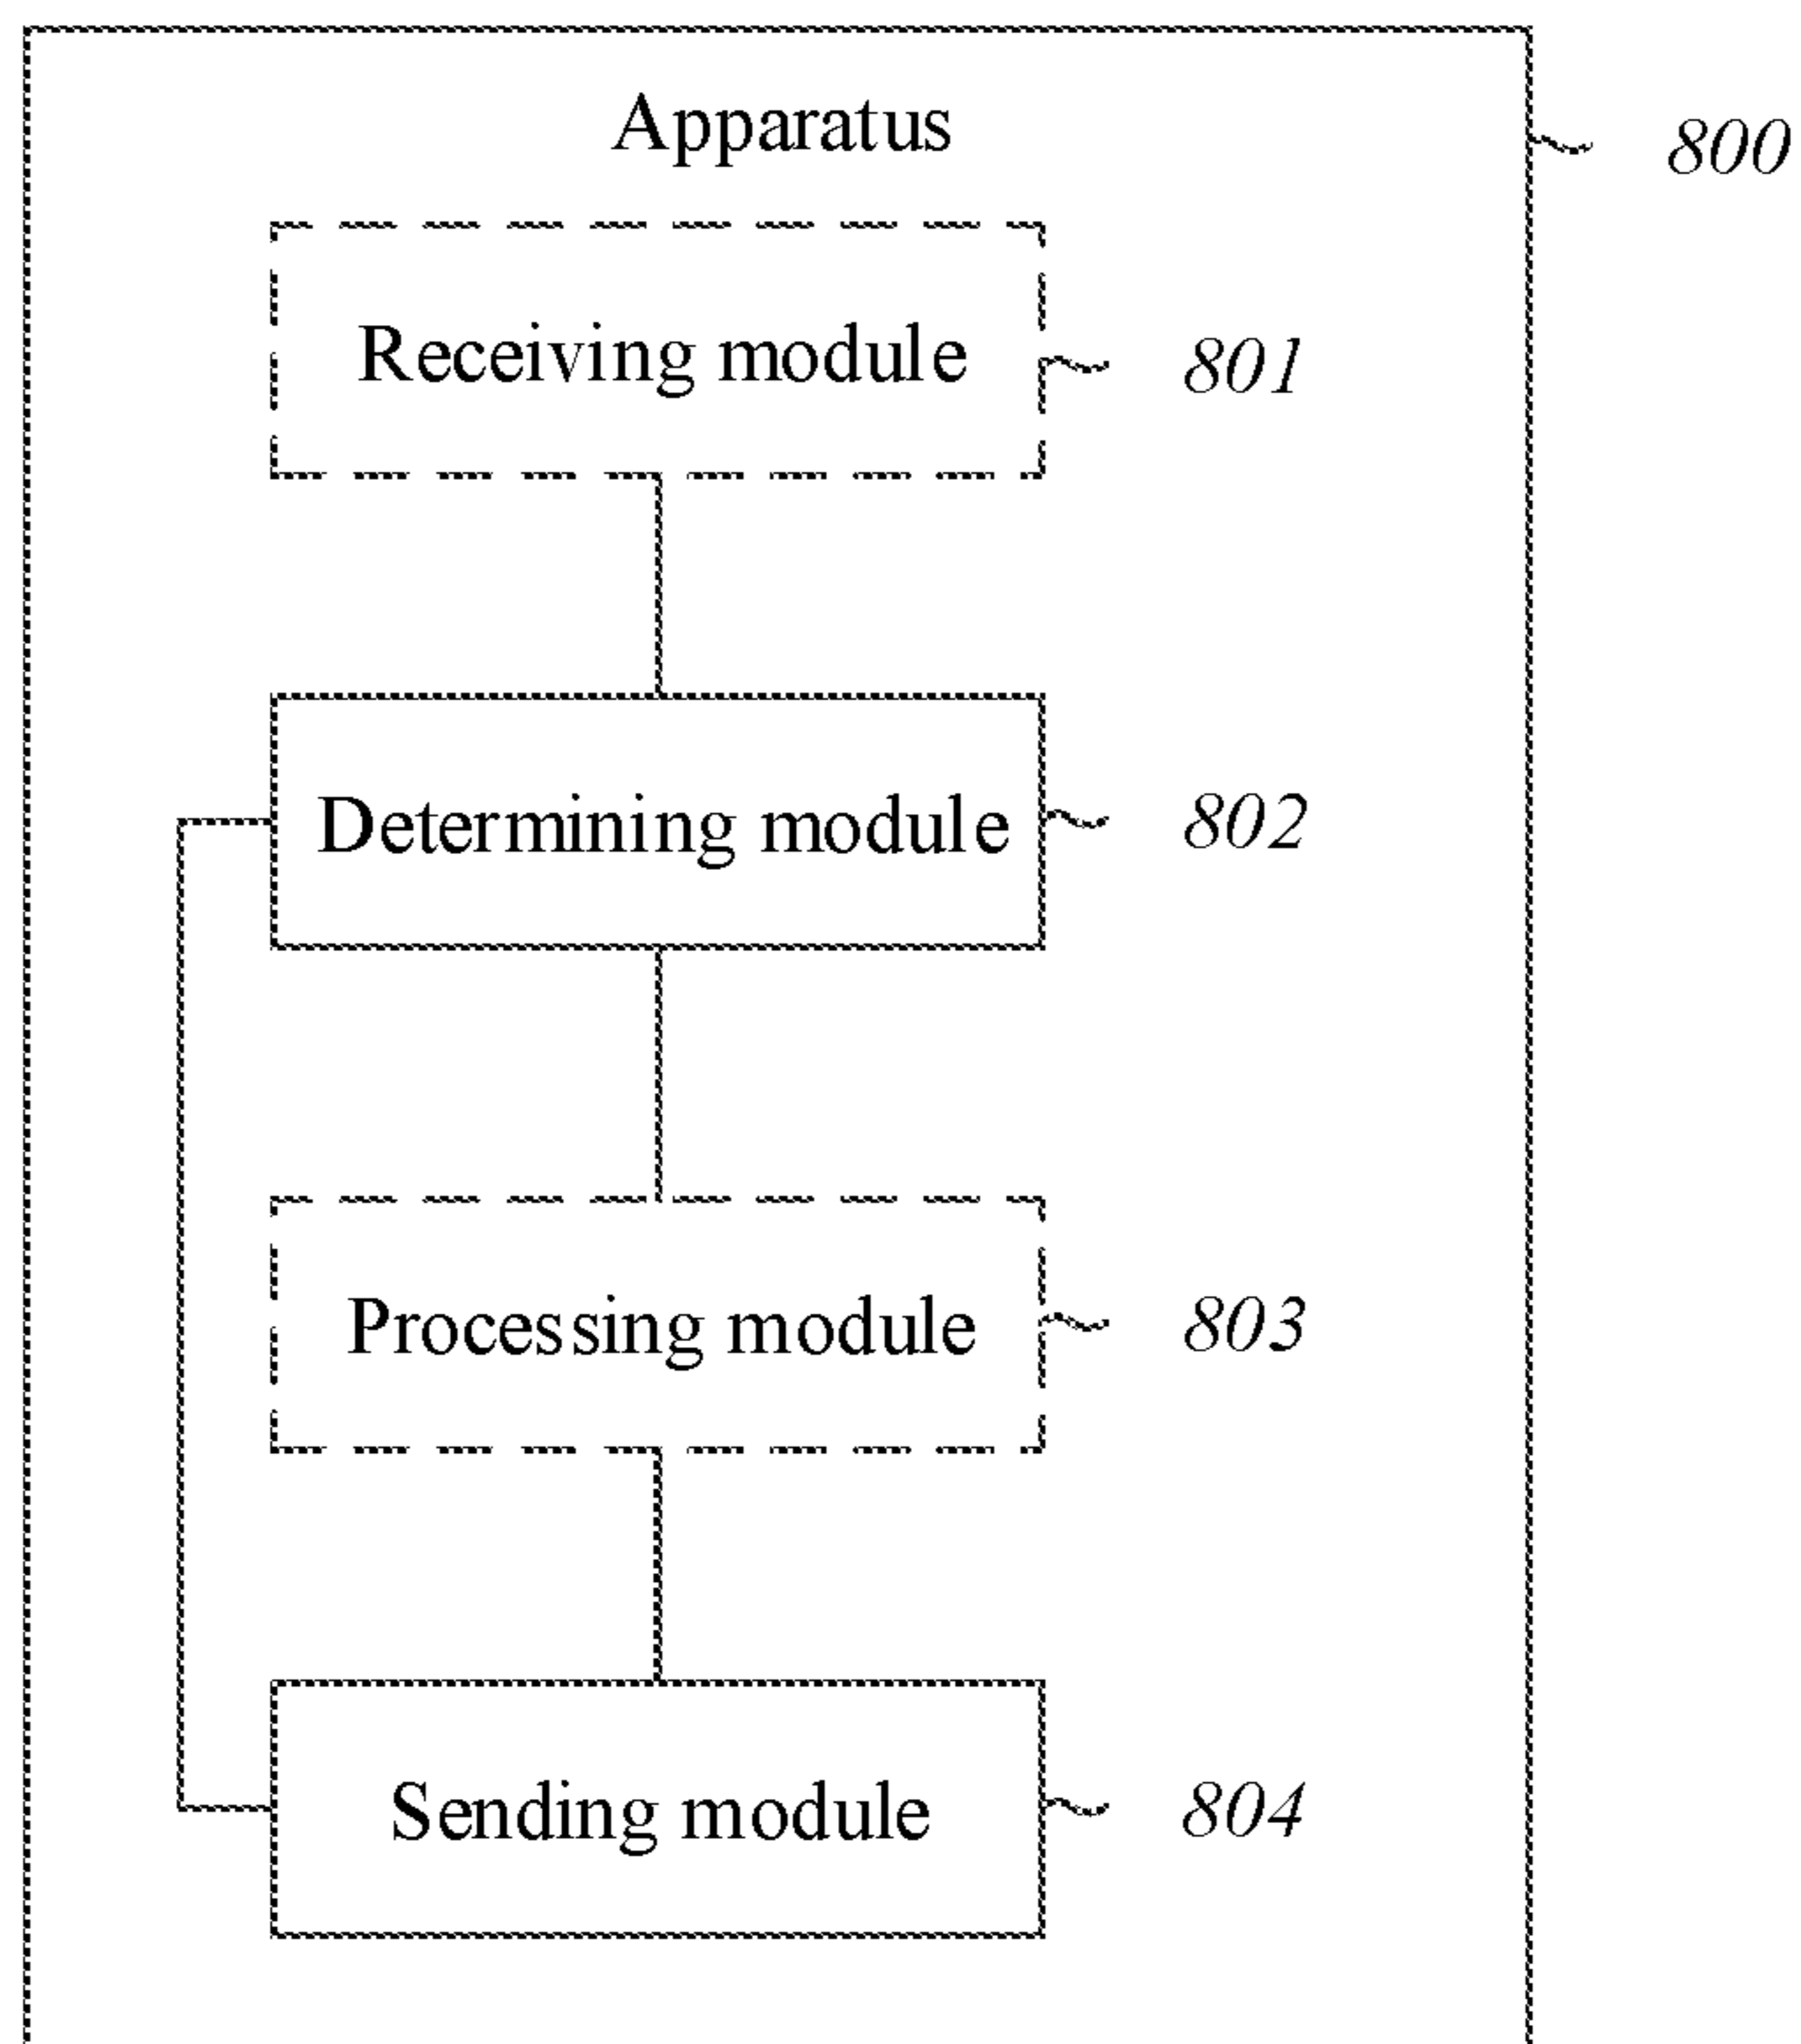 Apparatus
800
Receiving module
801
Determining module
802
Processing module
803
Sending module
804